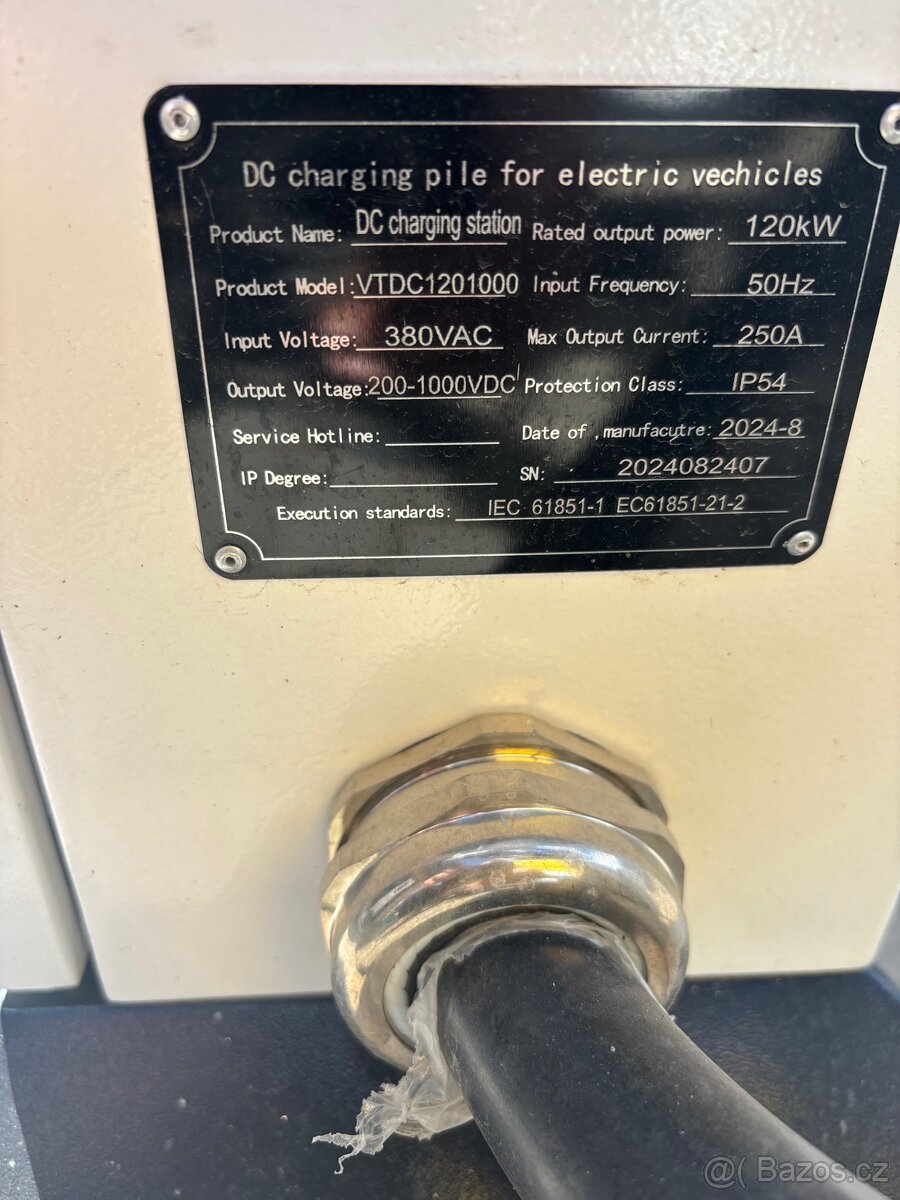 DC charging pile for electric vechicles
Product Name: DC charging station Rated output power: 120kW
Product Model: VTDC1201000 Input Frequency: 50Hz
Input Voltage: 380VAC Max Output Current: 250A
Output Voltage: 200-1000VDC Protection Class: IP54
Service Hotline: Date of ,manufacutre: 2024-8
IP Degree: SN: 2024082407
Execution standards: IEC 61851-1 EC61851-21-2
@( Bazos.cz